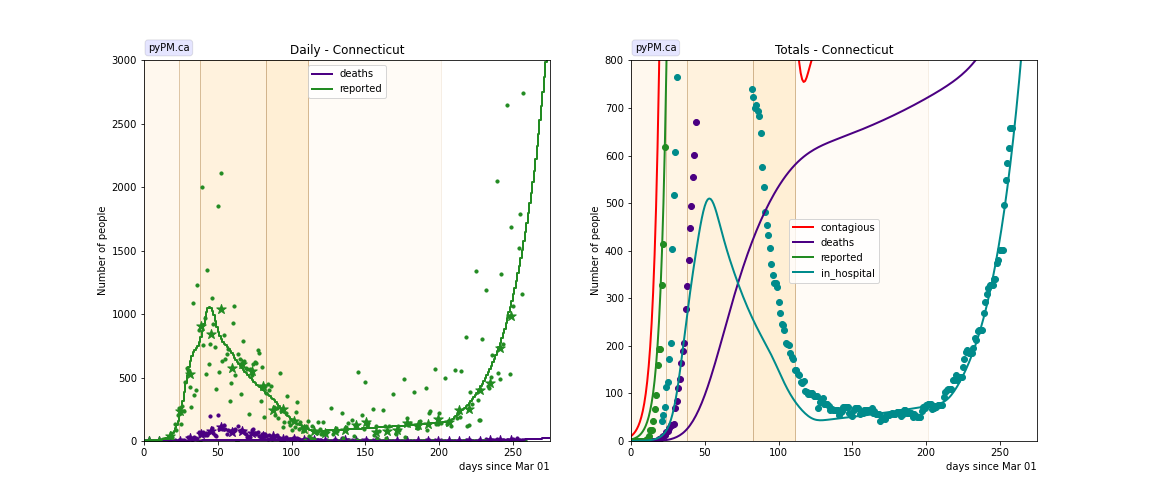 pyPM.ca
Daily - Connecticut
3000
2500
2000
1500
1000
500
0
Number of people
deaths
reported
0
50
100
150
200
250
days since Mar 01
pyPM.ca
Totals - Connecticut
800
700
600
500
400
300
200
100
0
Number of people
contagious
deaths
reported
in_hospital
0
50
100
150
200
250
days since Mar 01